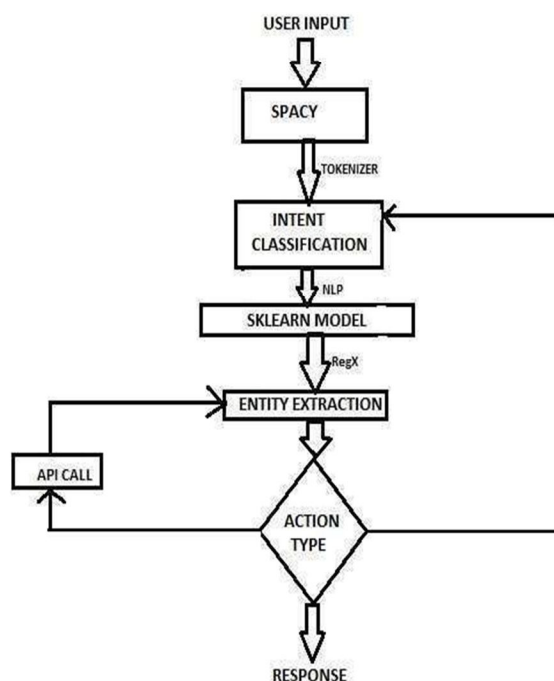 USER INPUT
SPACY
TOKENIZER
INTENT
CLASSIFICATION
NLP
SKLEARN MODEL
RegX
ENTITY EXTRACTION
API CALL
ACTION
TYPE
RESPONSE